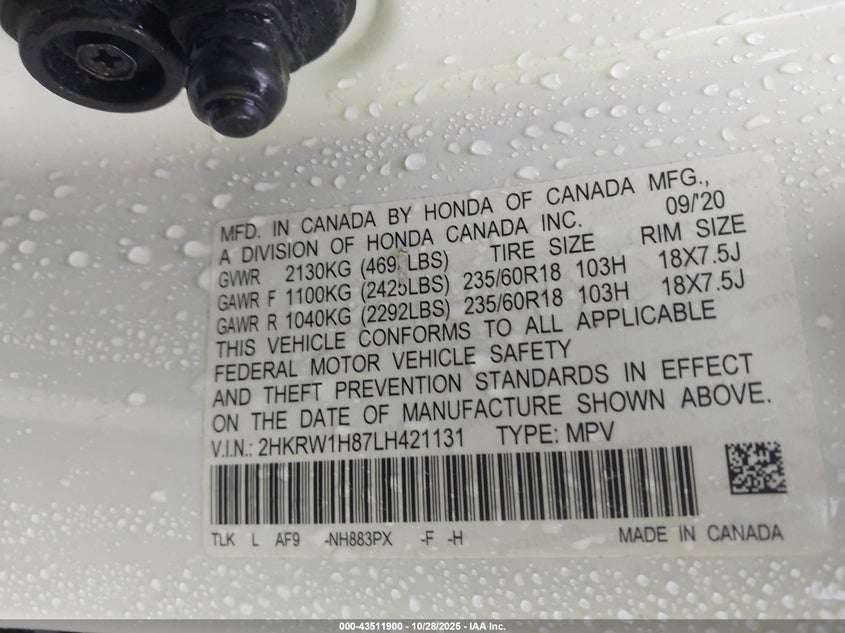 MFD. IN CANADA BY HONDA OF CANADA MFG.,
A DIVISION OF HONDA CANADA INC. 09/'20
GVWR 2130KG LBS) TIRE SIZE RIM SIZE
GAWR F 1100KG (2425LBS) 235/60R18 103H 18X7.5J
GAWR R 1040KG (2292LBS) 235/60R18 103H 18X7.5J
THIS VEHICLE CONFORMS TO ALL APPLICABLE
FEDERAL MOTOR VEHICLE SAFETY
AND THEFT PREVENTION STANDARDS IN EFFECT
ON THE DATE OF MANUFACTURE SHOWN ABOVE.
V.I.N.: 2HKRW1H87LH421131 TYPE: MPV
TLK L AF9 -NH883PX -F -H MADE IN CANADA
000-43511900 | 10/28/2025 | IAA Inc.